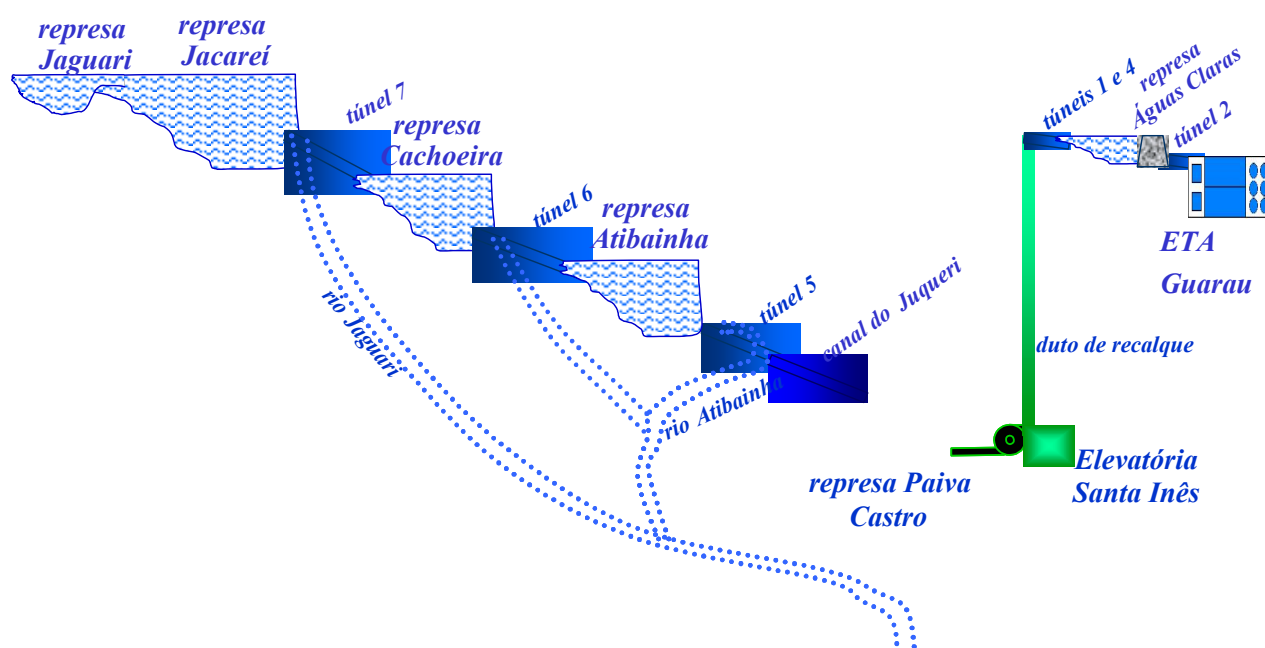 represa
Jaguari
represa
Jacareí
túnel 7
represa
Cachoeira
túnel 6
represa
Atibainha
túnel 5
canal do Juqueri
rio Jaguari
rio Atibainha
túneis 1 e 4
represa
Águas Claras
túnel 2
ETA
Guarau
duto de recalque
Elevatória
Santa Inês
represa Paiva
Castro